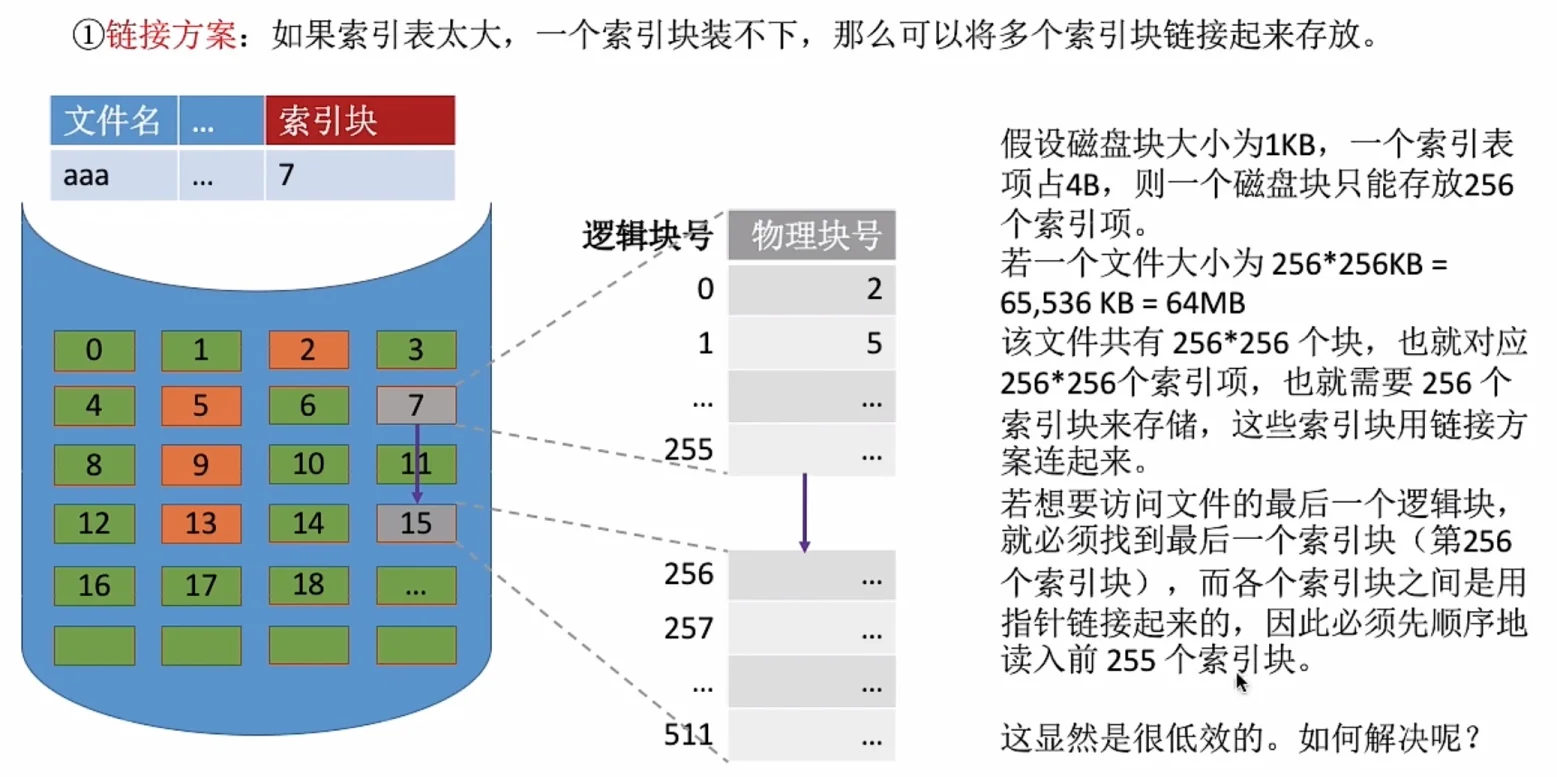 ①链接方案：如果索引表太大，一个索引块装不下，那么可以将多个索引块链接起来存放。
文件名 ... 索引块
aaa ... 7
0 1 2 3
4 5 6 7
8 9 10 11
12 13 14 15
16 17 18 ...
逻辑块号 物理块号
0 2
1 5
... ...
255 ...
256 ...
257 ...
... ...
511 ...
假设磁盘块大小为1KB，一个索引表
项占4B，则一个磁盘块只能存放256
个索引项。
若一个文件大小为 256*256KB =
65,536 KB = 64MB
该文件共有 256*256 个块，也就对应
256*256个索引项，也就需要 256 个
索引块来存储，这些索引块用链接方
案连起来。
若想要访问文件的最后一个逻辑块，
就必须找到最后一个索引块（第256
个索引块），而各个索引块之间是用
指针链接起来的，因此必须先顺序地
读入前 255 个索引块。
这显然是很低效的。如何解决呢？